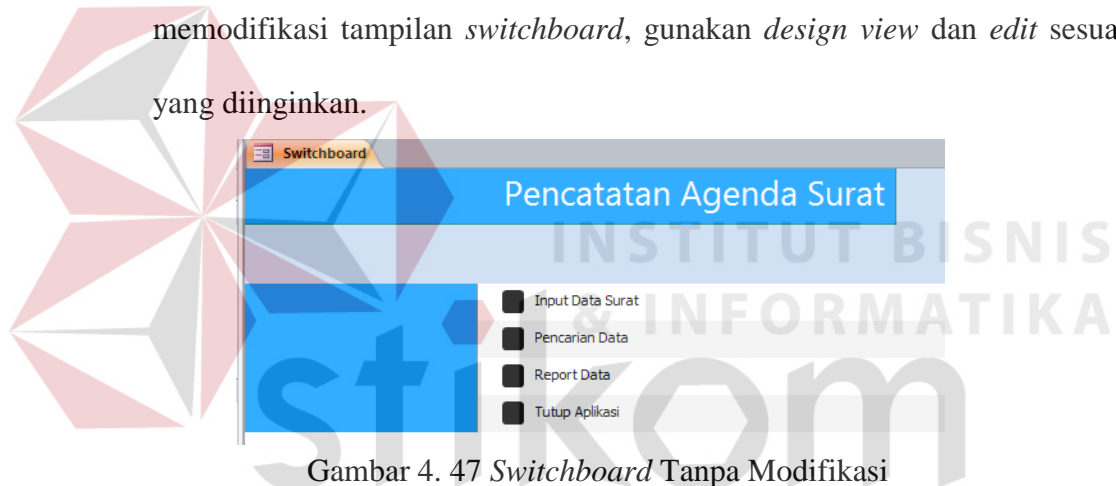 memodifikasi tampilan switchboard, gunakan design view dan edit sesua
yang diinginkan.
Switchboard
Pencatatan Agenda Surat
INSTITUT BISNIS
& INFORMATIKA
stikom
Input Data Surat
Pencarian Data
Report Data
Tutup Aplikasi
Gambar 4. 47 Switchboard Tanpa Modifikasi